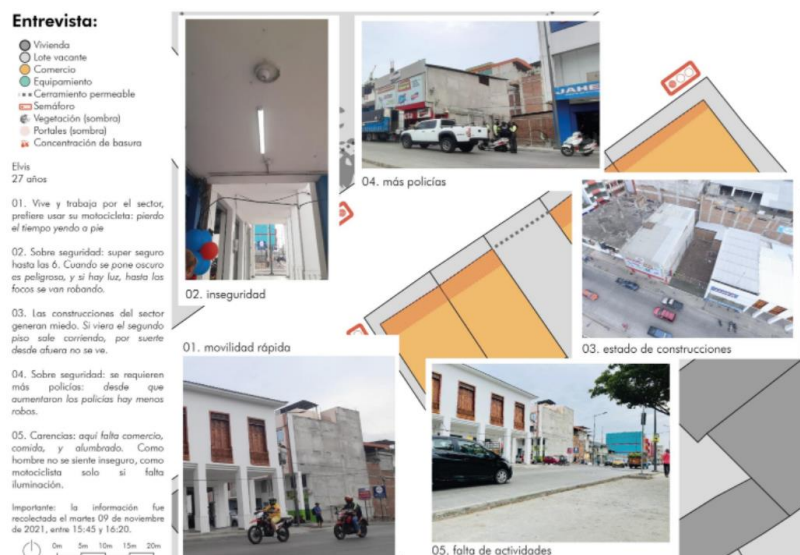 Entrevista:
Vivienda
Lote vacante
Comercio
Equipamiento
Cerramiento permeable
Semáforo
Vegetación (sombra)
Portales (sombra)
Concentración de basura
Elvis
27 años
01. Vive y trabaja por el sector,
prefiere usar su motocicleta: pierdo
el tiempo yendo a pie
02. Sobre seguridad: super seguro
hasta las 6. Cuando se pone oscuro
es peligroso, y si hay luz, hasta los
focos se van robando.
03. Las construcciones del sector
generan miedo. Si viera el segundo
piso sale corriendo, por suerte
desde afuera no se ve.
04. Sobre seguridad: se requieren
más policías: desde que
aumentaron los policías hay menos
robos.
05. Carencias: aquí falta comercio,
comida, y alumbrado. Como
hombre no se siente inseguro, como
motociclista solo si falta
iluminación.
Importante: la información fue
recolectada el martes 09 de noviembre
de 2021, entre 15:45 y 16:20.
0m 5m 10m 15m 20m
02. inseguridad
JAHE
04. más policías
03. estado de construcciones
01. movilidad rápida
05. falta de actividades